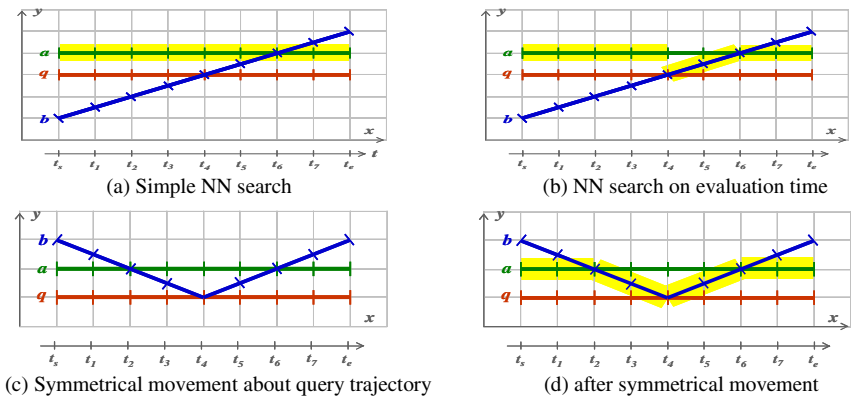 y
a
q
b
x
t
tₛ t₁ t₂ t₃ t₄ t₅ t₆ t₇ tₑ
(a) Simple NN search
y
a
q
b
x
tₛ t₁ t₂ t₃ t₄ t₅ t₆ t₇ tₑ
(b) NN search on evaluation time
y
b
a
q
x
tₛ t₁ t₂ t₃ t₄ t₅ t₆ t₇ tₑ
(c) Symmetrical movement about query trajectory
y
b
a
q
x
tₛ t₁ t₂ t₃ t₄ t₅ t₆ t₇ tₑ
(d) after symmetrical movement